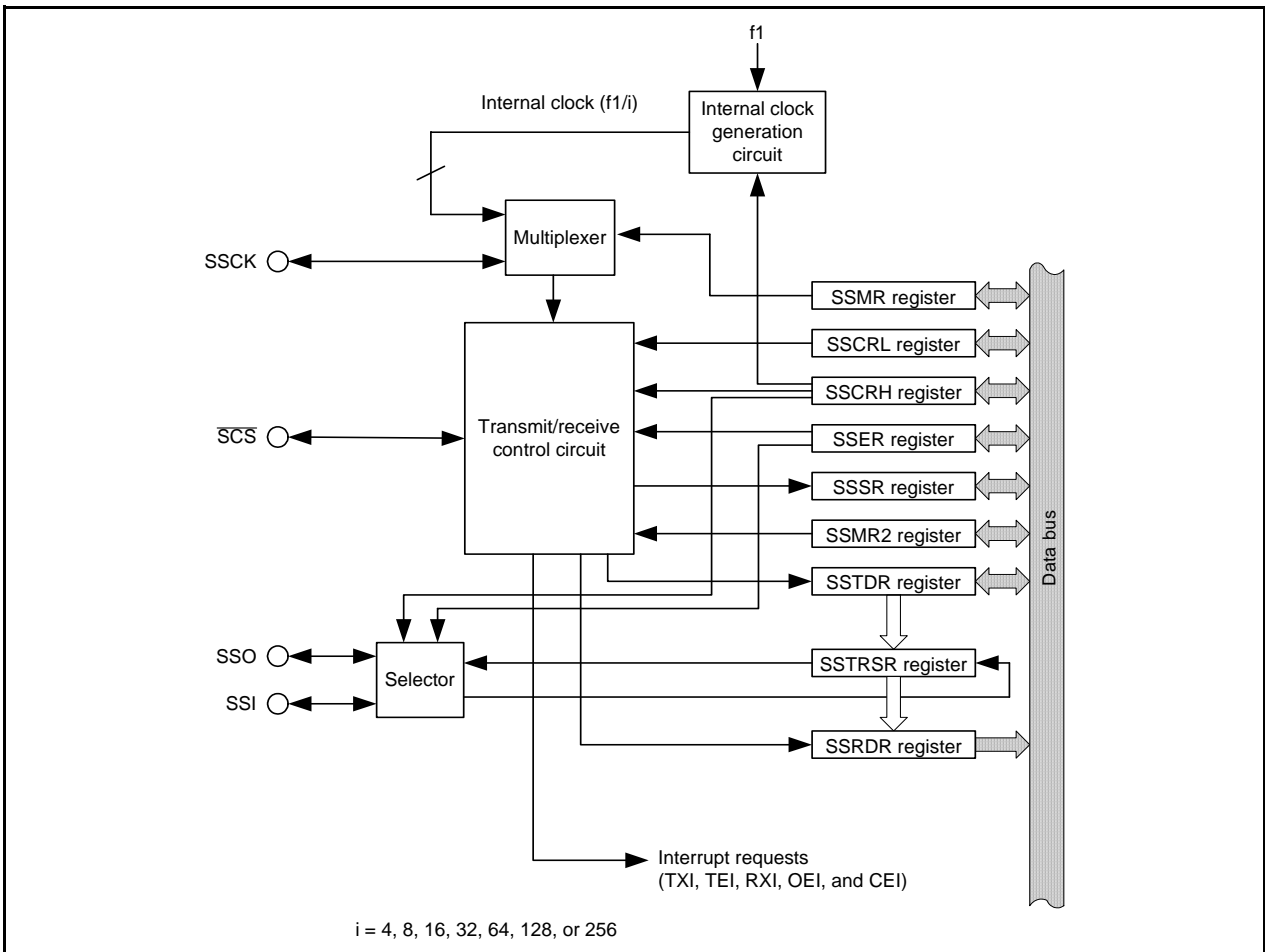 f1
Internal clock (f1/i)
Internal clock
generation
circuit
Multiplexer
SSCK
SSMR register
SSCRL register
SSCRH register
SCS
Transmit/receive
control circuit
SSER register
SSSR register
SSMR2 register
SSTDR register
Data bus
SSO
SSI
Selector
SSTRSR register
SSRDR register
Interrupt requests
(TXI, TEI, RXI, OEI, and CEI)
i = 4, 8, 16, 32, 64, 128, or 256